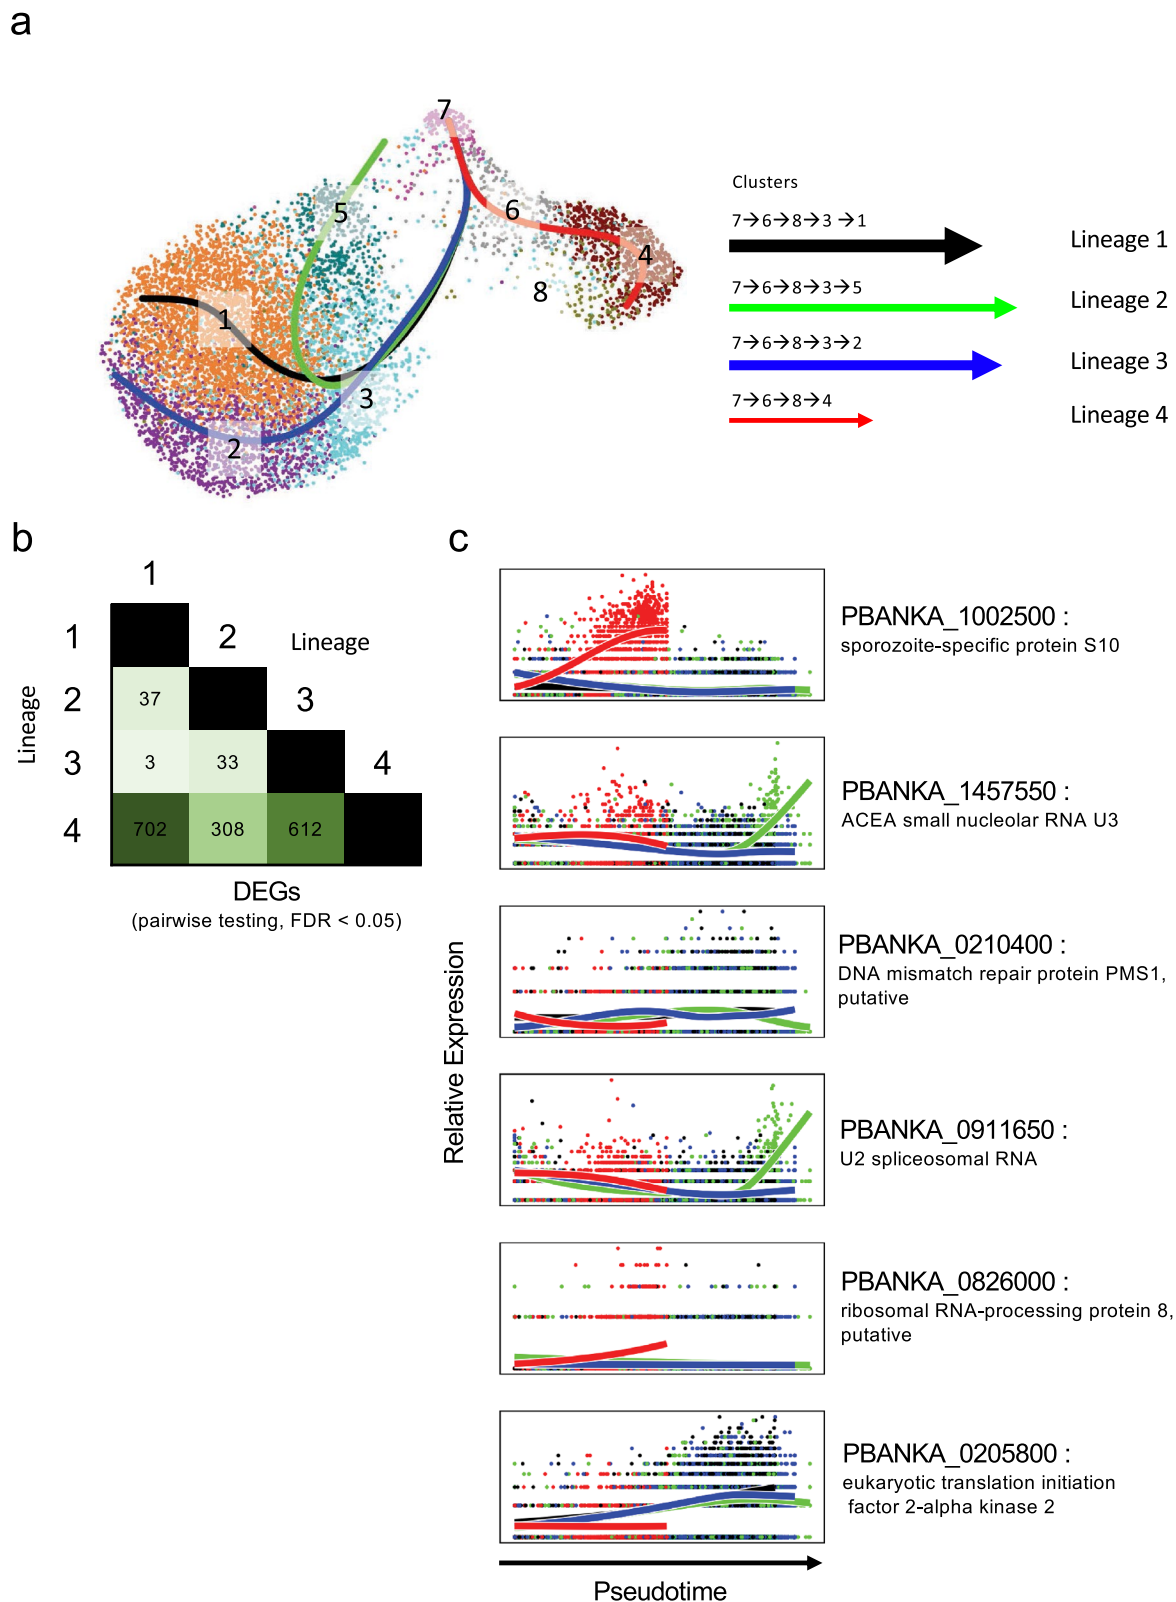 a
7
5
6
4
8
1
3
2
Clusters
7→6→8→3→1
Lineage 1
7→6→8→3→5
Lineage 2
7→6→8→3→2
Lineage 3
7→6→8→4
Lineage 4
b
1
1
2
Lineage
Lineage
2
37
3
3
3
33
4
4
702
308
612
DEGs
(pairwise testing, FDR < 0.05)
c
Relative Expression
PBANKA_1002500 :
sporozoite-specific protein S10
PBANKA_1457550 :
ACEA small nucleolar RNA U3
PBANKA_0210400 :
DNA mismatch repair protein PMS1,
putative
PBANKA_0911650 :
U2 spliceosomal RNA
PBANKA_0826000 :
ribosomal RNA-processing protein 8,
putative
PBANKA_0205800 :
eukaryotic translation initiation
factor 2-alpha kinase 2
Pseudotime